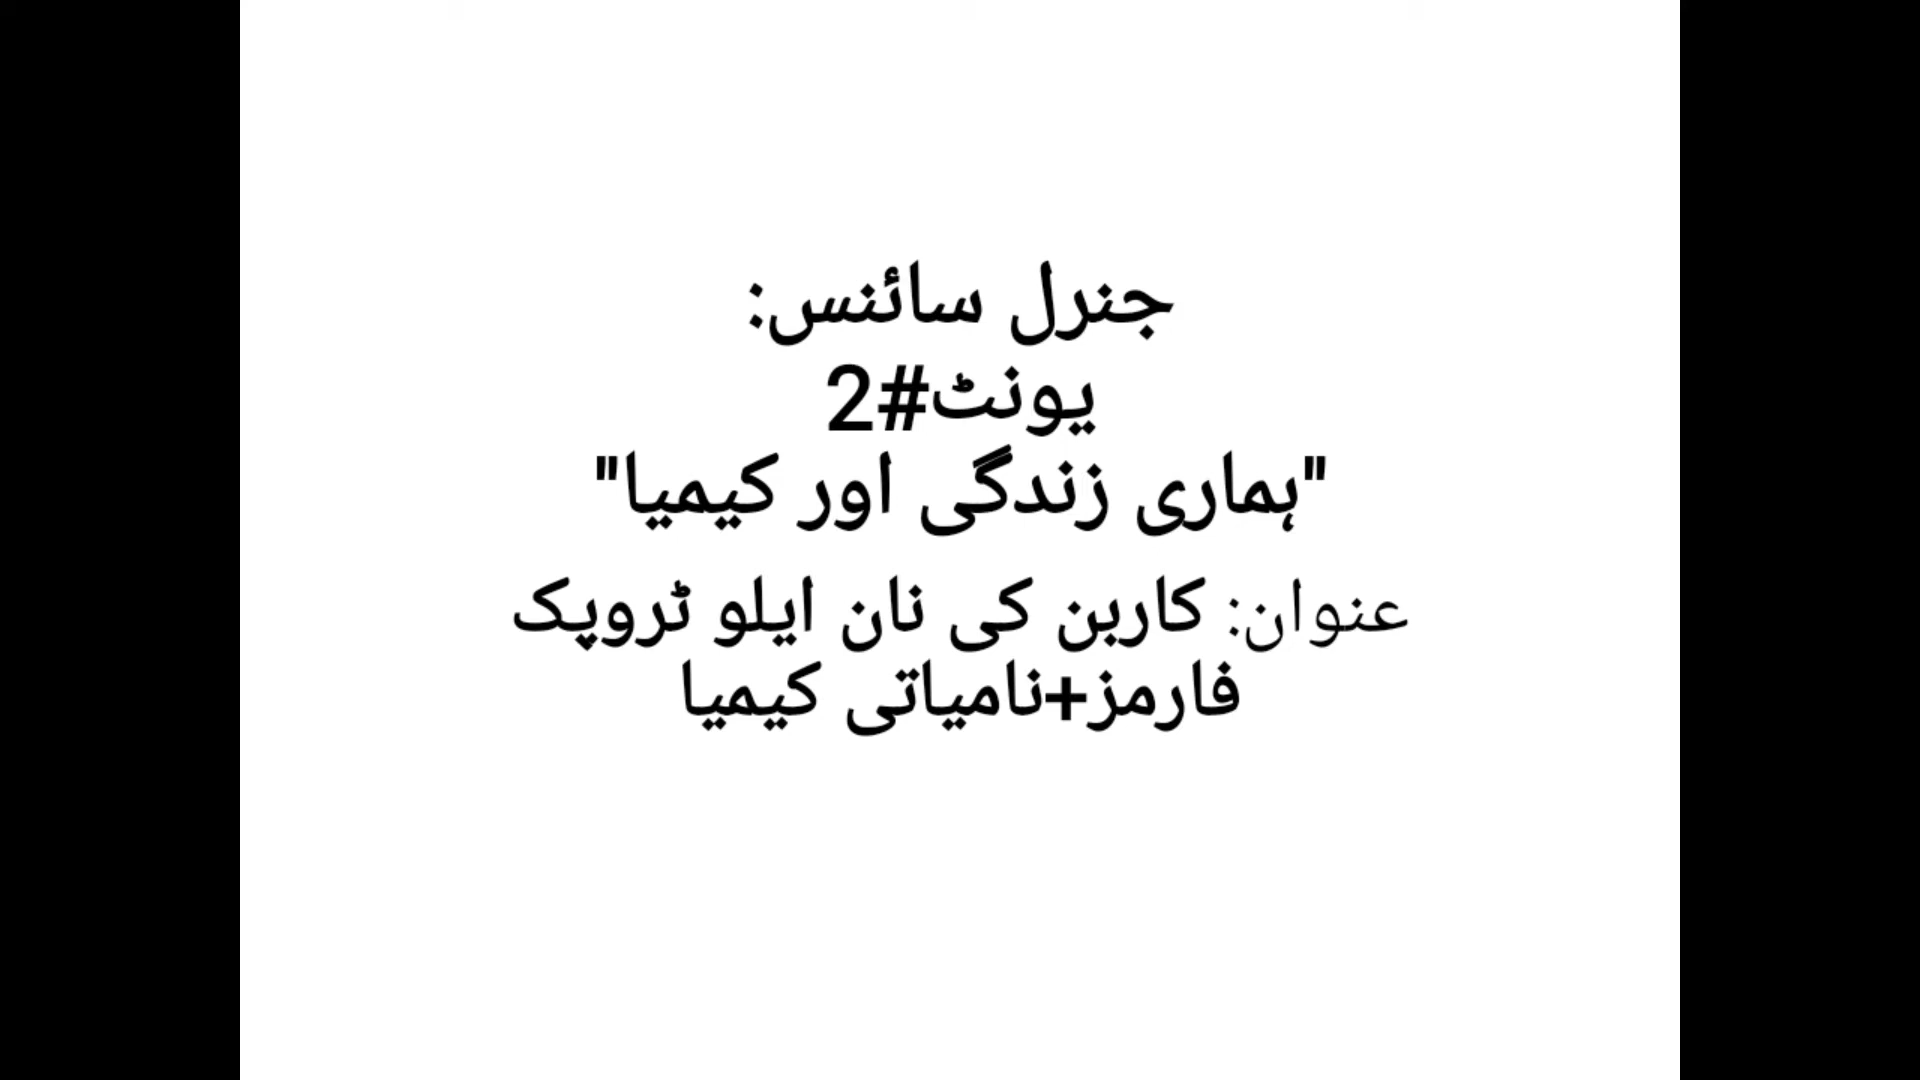 جنرل سائنس:
یونٹ#2
"ہماری زندگی اور کیمیا"
عنوان: کاربن کی نان ایلو ٹروپک
فارمز+نامیاتی کیمیا